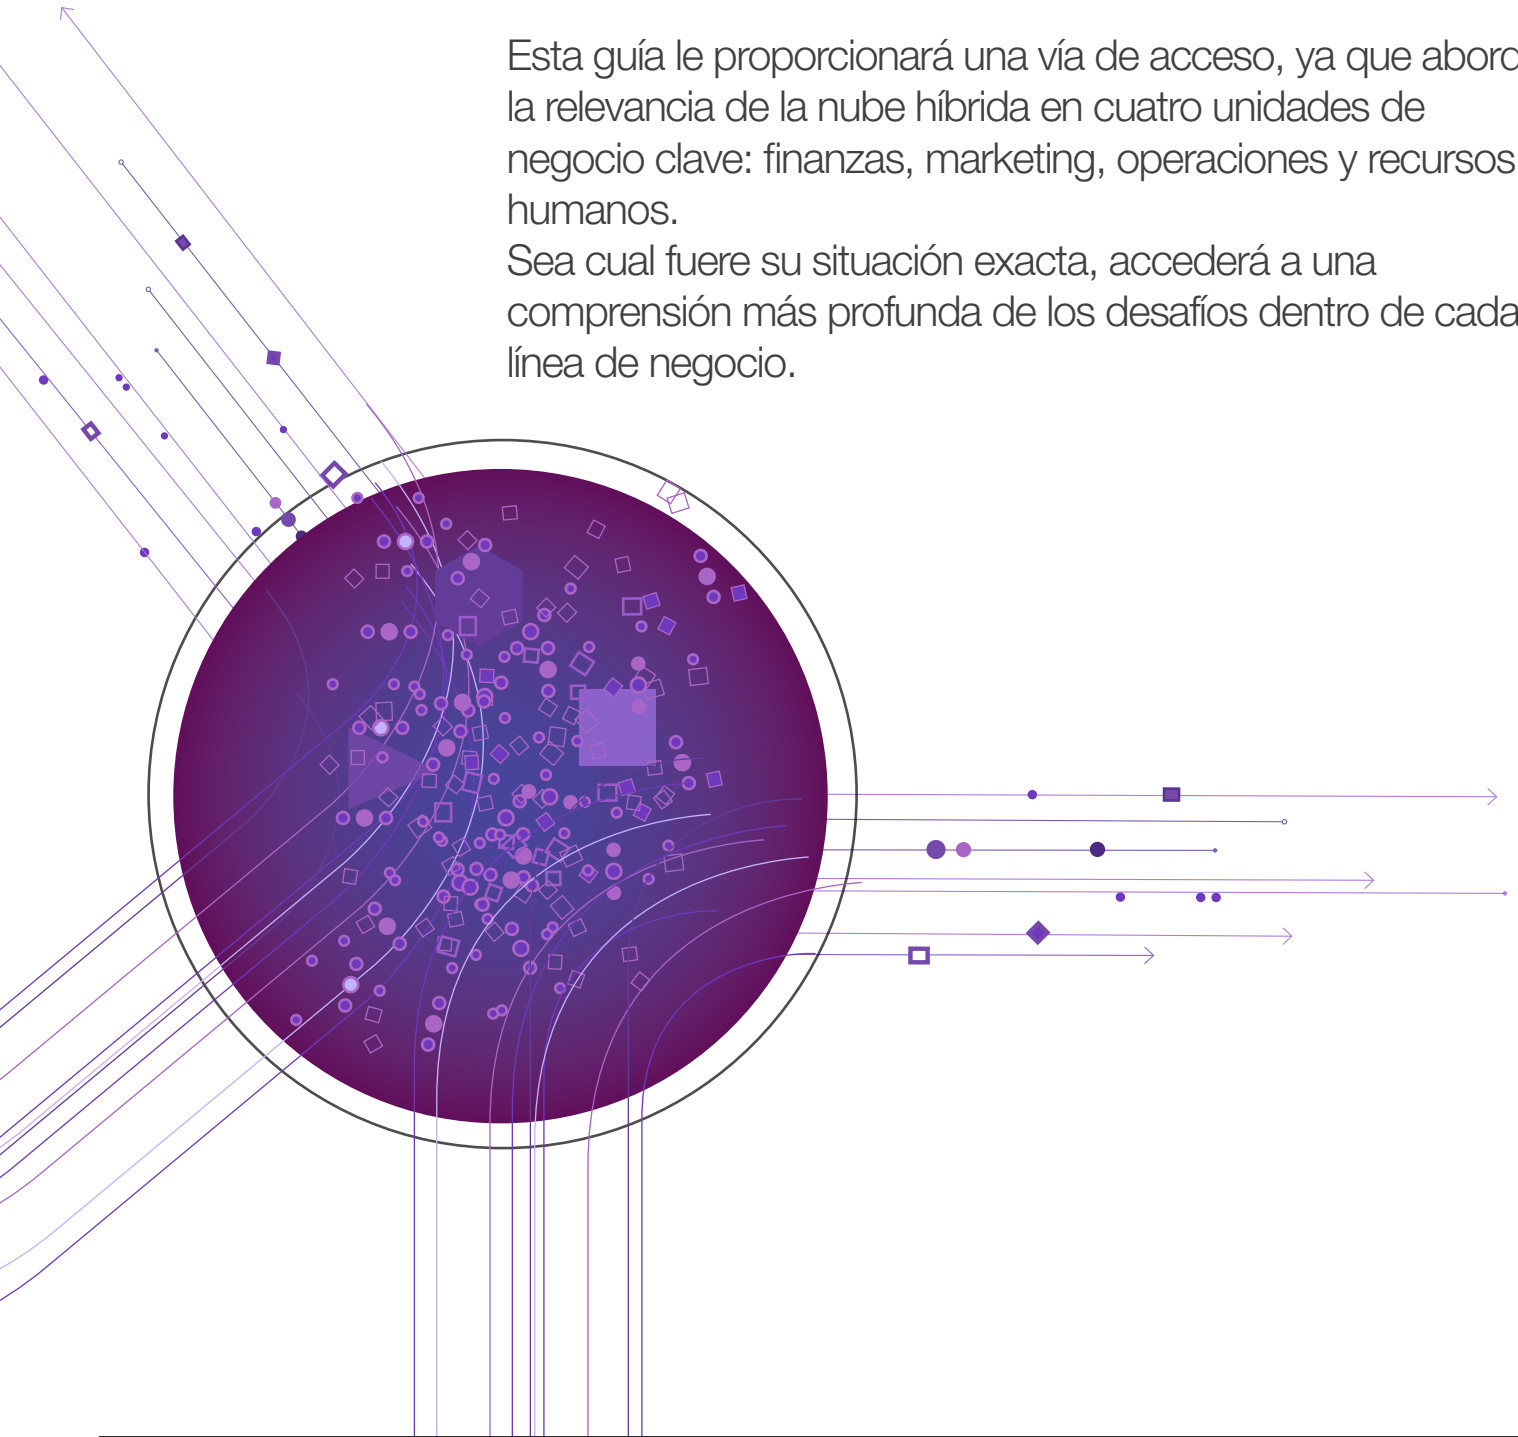 Esta guía le proporcionará una vía de acceso, ya que abord
la relevancia de la nube híbrida en cuatro unidades de
negocio clave: finanzas, marketing, operaciones y recursos
humanos.
Sea cual fuere su situación exacta, accederá a una
comprensión más profunda de los desafíos dentro de cada
línea de negocio.